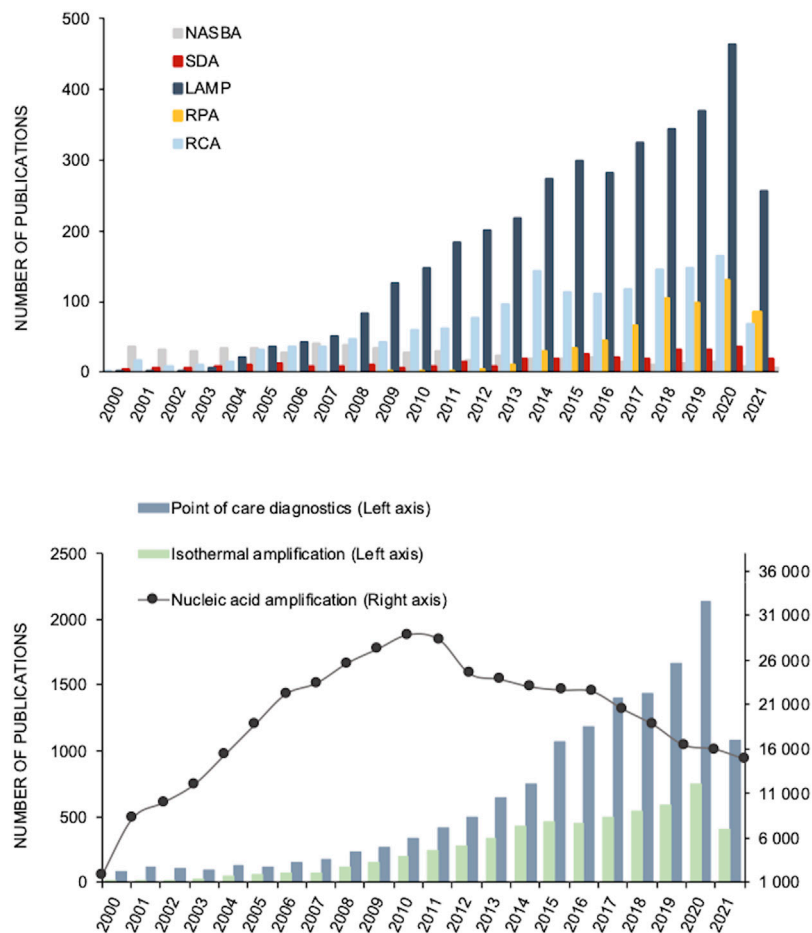 500
400
300
200
100
0
NUMBER OF PUBLICATIONS
NASBA
SDA
LAMP
RPA
RCA
2000 2001 2002 2003 2004 2005 2006 2007 2008 2009 2010 2011 2012 2013 2014 2015 2016 2017 2018 2019 2020 2021
Point of care diagnostics (Left axis)
Isothermal amplification (Left axis)
Nucleic acid amplification (Right axis)
2500
2000
1500
1000
500
0
NUMBER OF PUBLICATIONS
36 000
31 000
26 000
21 000
16 000
11 000
6 000
1 000
2000 2001 2002 2003 2004 2005 2006 2007 2008 2009 2010 2011 2012 2013 2014 2015 2016 2017 2018 2019 2020 2021